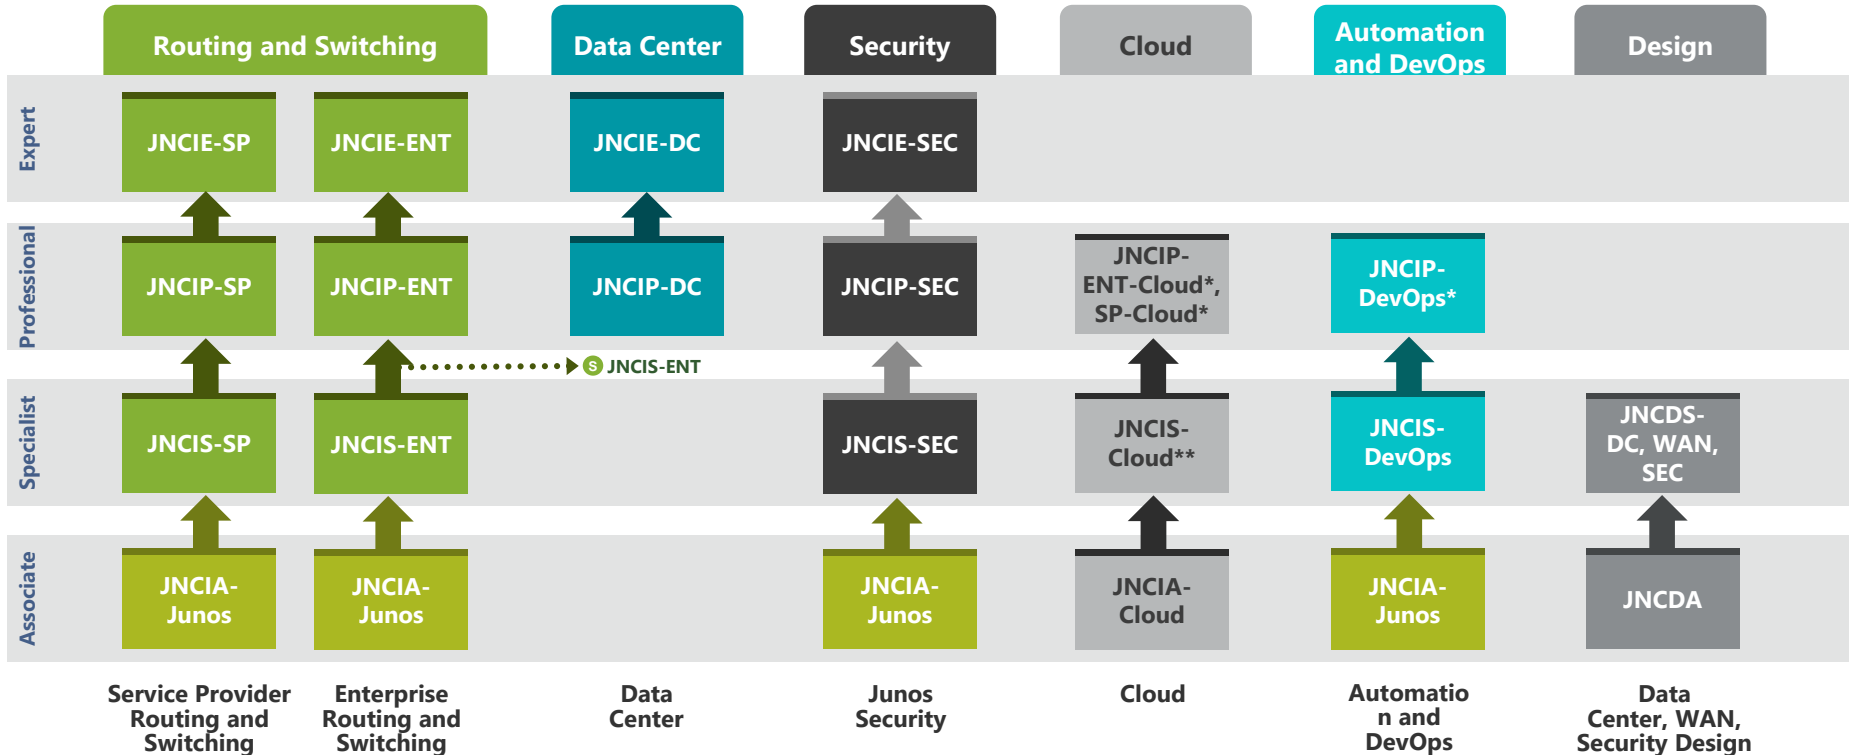 Routing and Switching
Data Center
Security
Cloud
Automation
and DevOps
Design
Expert
JNCIE-SP
JNCIE-ENT
JNCIE-DC
JNCIE-SEC
Professional
JNCIP-SP
JNCIP-ENT
JNCIP-DC
JNCIP-SEC
JNCIP-
ENT-Cloud*,
SP-Cloud*
JNCIP-
DevOps*
S JNCIS-ENT
Specialist
JNCIS-SP
JNCIS-ENT
JNCIS-SEC
JNCIS-
Cloud**
JNCIS-
DevOps
JNCDS-
DC, WAN,
SEC
Associate
JNCIA-
Junos
JNCIA-
Junos
JNCIA-
Junos
JNCIA-
Cloud
JNCIA-
Junos
JNCDA
Service Provider
Routing and
Switching
Enterprise
Routing and
Switching
Data
Center
Junos
Security
Cloud
Automatio
n and
DevOps
Data
Center, WAN,
Security Design